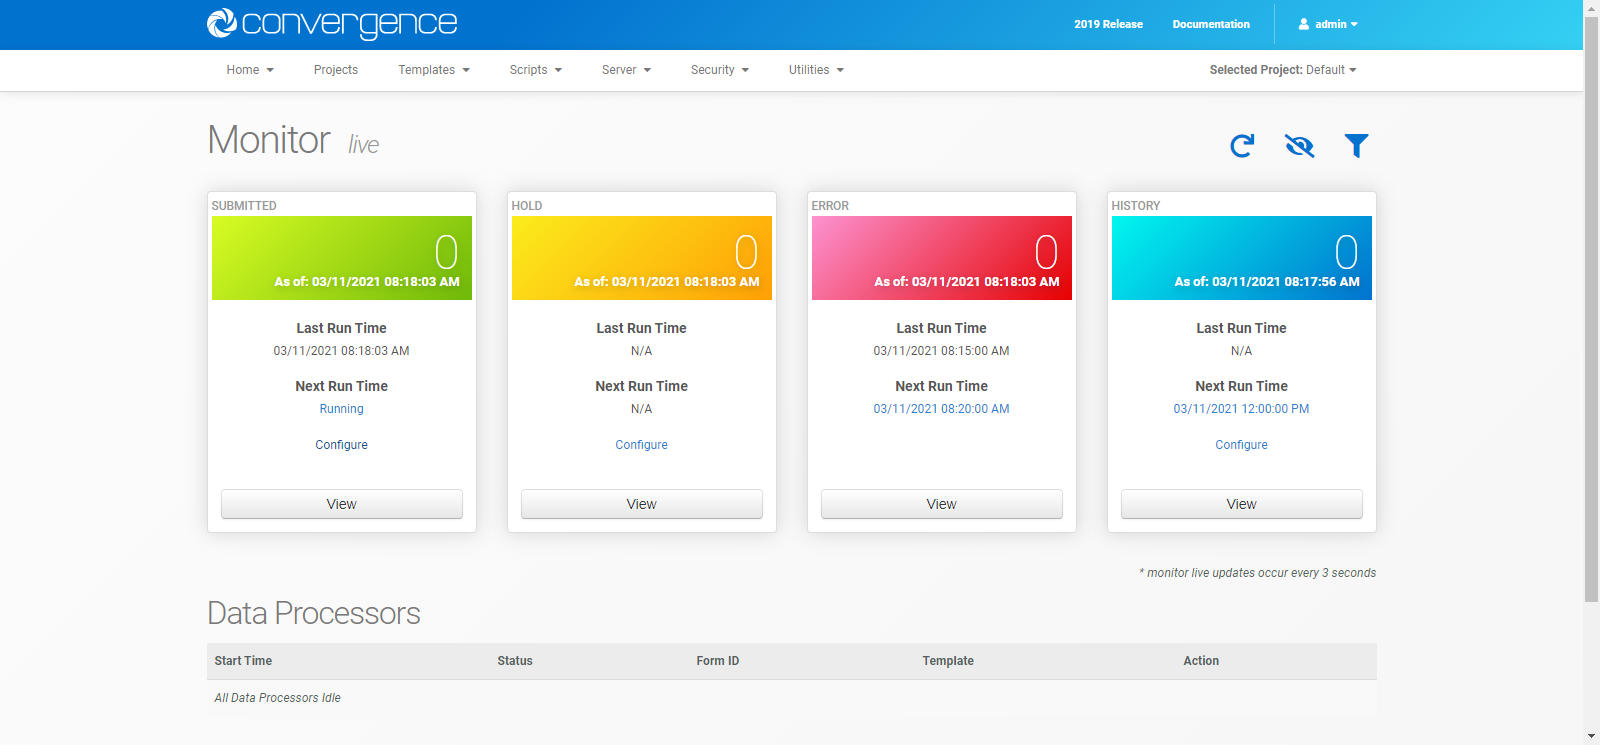 convergence
2019 Release Documentation admin
Home Projects Templates Scripts Server Security Utilities Selected Project: Default
Monitor live
SUBMITTED
0
As of: 03/11/2021 08:18:03 AM
Last Run Time
03/11/2021 08:18:03 AM
Next Run Time
Running
Configure
View
HOLD
0
As of: 03/11/2021 08:18:03 AM
Last Run Time
N/A
Next Run Time
N/A
Configure
View
ERROR
0
As of: 03/11/2021 08:18:03 AM
Last Run Time
03/11/2021 08:15:00 AM
Next Run Time
03/11/2021 08:20:00 AM
View
HISTORY
0
As of: 03/11/2021 08:17:56 AM
Last Run Time
N/A
Next Run Time
03/11/2021 12:00:00 PM
Configure
View
* monitor live updates occur every 3 seconds
Data Processors
Start Time Status Form ID Template Action
All Data Processors Idle